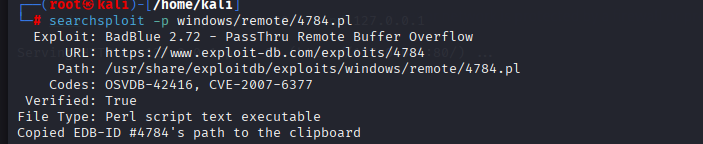 (root㉿kali)-[/home/kali]
# searchsploit -p windows/remote/4784.pl
Exploit: BadBlue 2.72 - PassThru Remote Buffer Overflow
URL: https://www.exploit-db.com/exploits/4784
Path: /usr/share/exploitdb/exploits/windows/remote/4784.pl
Codes: OSVDB-42416, CVE-2007-6377
Verified: True
File Type: Perl script text executable
Copied EDB-ID #4784's path to the clipboard